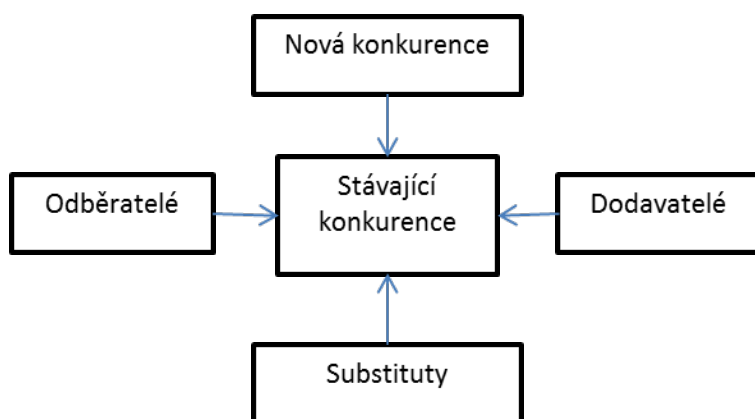 Nová konkurence
Odběratelé
Stávající
konkurence
Dodavatelé
Substituty